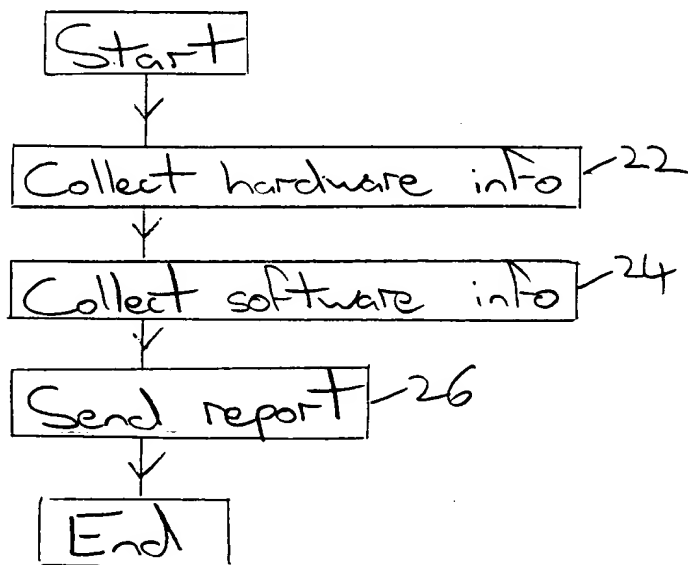 Start
Collect hardware info 22
Collect software info 24
Send report 26
End